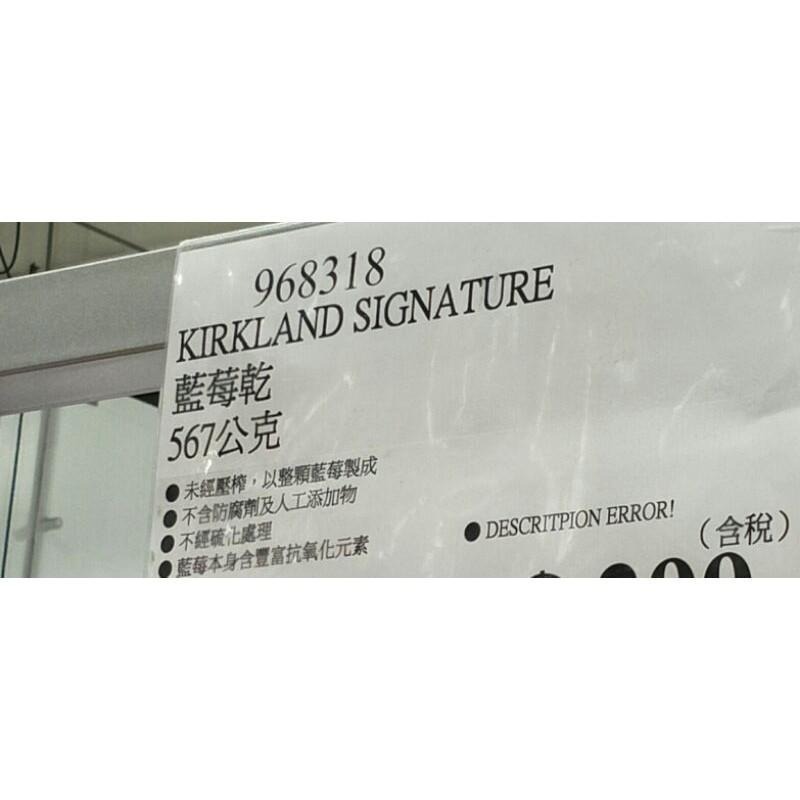 968318
KIRKLAND SIGNATURE
藍莓乾
567公克
● 未經壓榨，以整顆藍莓製成
● 不含防腐劑及人工添加物
● 不經硫化處理
● 藍莓本身含豐富抗氧化元素
● DESCRITPION ERROR!
(含稅)